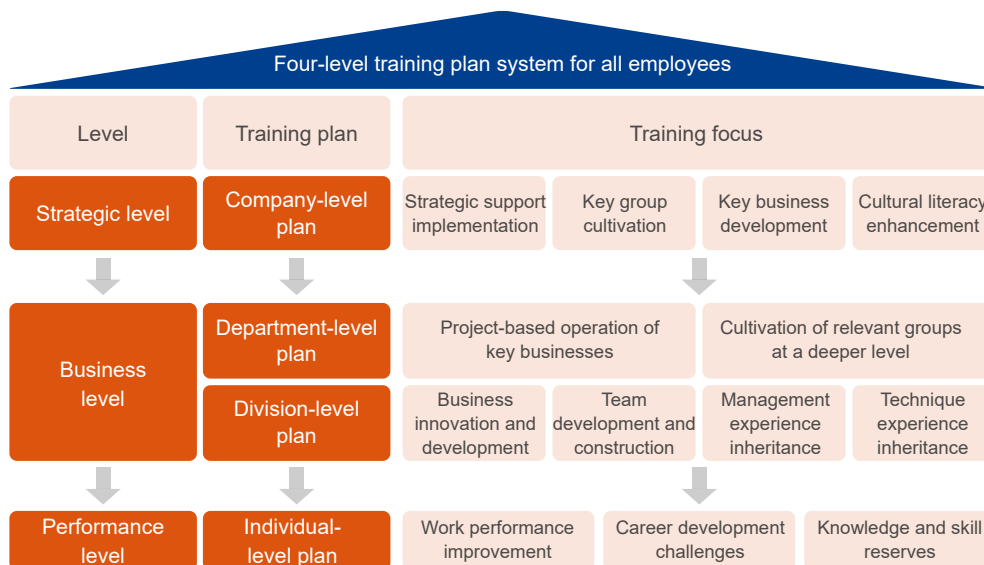 Four-level training plan system for all employees
Level
Training plan
Training focus
Strategic level
Company-level
plan
Strategic support
implementation
Key group
cultivation
Key business
development
Cultural literacy
enhancement
Business
level
Department-level
plan
Project-based operation of
key businesses
Cultivation of relevant groups
at a deeper level
Division-level
plan
Business
innovation and
development
Team
development and
construction
Management
experience
inheritance
Technique
experience
inheritance
Performance
level
Individual-
level plan
Work performance
improvement
Career development
challenges
Knowledge and skill
reserves